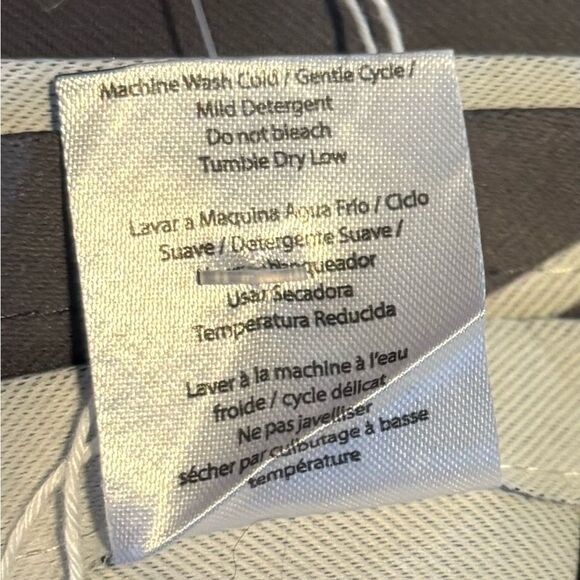 Machine Wash Cold / Gentle Cycle /
Mild Detergent
Do not bleach
Tumble Dry Low
Lavar a Maquina Agua Frio / Ciclo
Suave / Detergente Suave /
Usar Secadora
Temperatura Reducida
Laver à la machine à l'eau
froide / cycle délicat
Ne pas javelliser
sécher par culbutage à basse
température